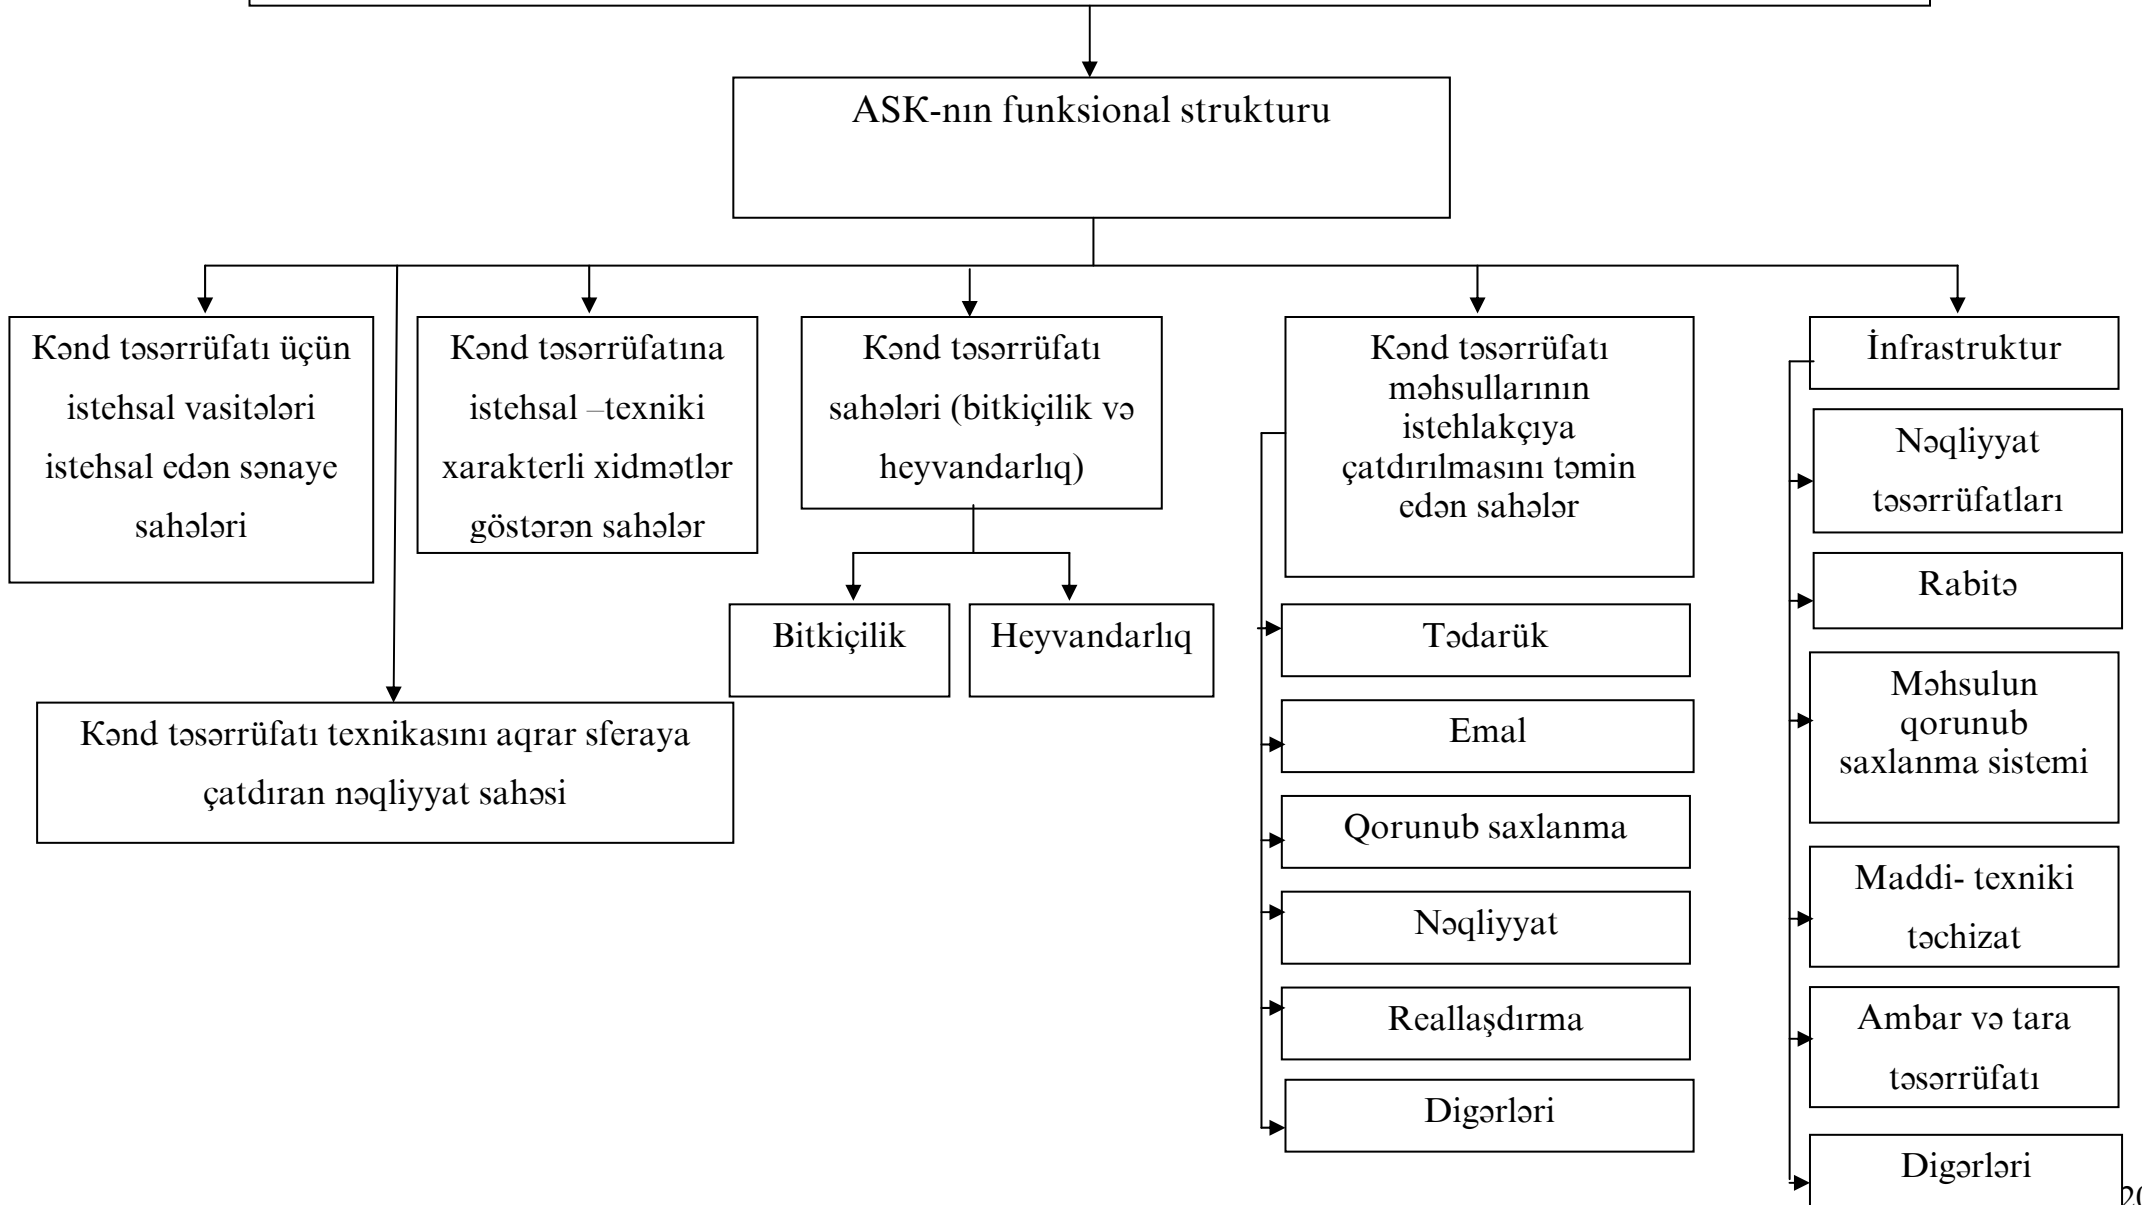 ASK-nın funksional strukturu
Kənd təsərrüfatı üçün
istehsal vasitələri
istehsal edən sənaye
sahələri
Kənd təsərrüfatına
istehsal –texniki
xarakterli xidmətlər
göstərən sahələr
Kənd təsərrüfatı
sahələri (bitkiçilik və
heyvandarlıq)
Kənd təsərrüfatı
məhsullarının
istehlakçıya
çatdırılmasını təmin
edən sahələr
İnfrastruktur
Nəqliyyat
təsərrüfatları
Rabitə
Məhsulun
qorunub
saxlanma sistemi
Maddi- texniki
təchizat
Ambar və tara
təsərrüfatı
Digərləri
Bitkiçilik
Heyvandarlıq
Tədarük
Emal
Qorunub saxlanma
Nəqliyyat
Reallaşdırma
Digərləri
Kənd təsərrüfatı texnikasını aqrar sferaya
çatdıran nəqliyyat sahəsi